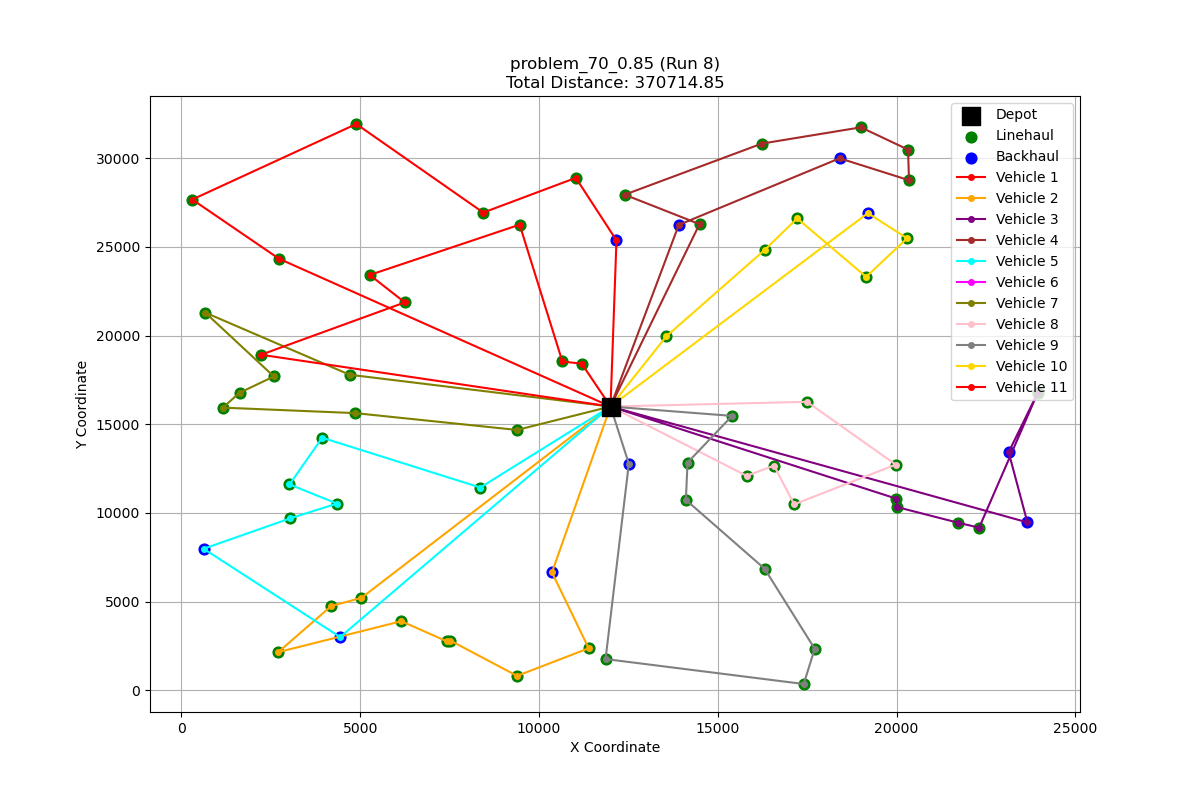 problem_70_0.85 (Run 8)
Total Distance: 370714.85
Y Coordinate
30000
25000
20000
15000
10000
5000
0
0
5000
10000
15000
20000
25000
X Coordinate
Depot
Linehaul
Backhaul
Vehicle 1
Vehicle 2
Vehicle 3
Vehicle 4
Vehicle 5
Vehicle 6
Vehicle 7
Vehicle 8
Vehicle 9
Vehicle 10
Vehicle 11